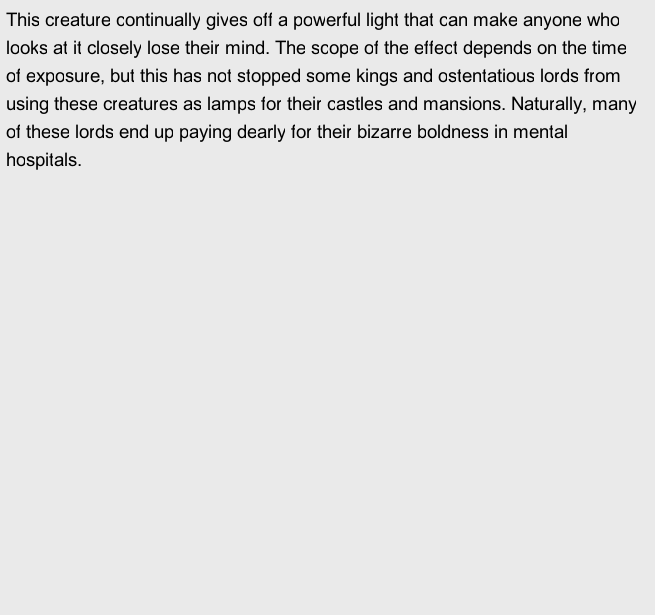 This creature continually gives off a powerful light that can make anyone who
looks at it closely lose their mind. The scope of the effect depends on the time
of exposure, but this has not stopped some kings and ostentatious lords from
using these creatures as lamps for their castles and mansions. Naturally, many
of these lords end up paying dearly for their bizarre boldness in mental
hospitals.